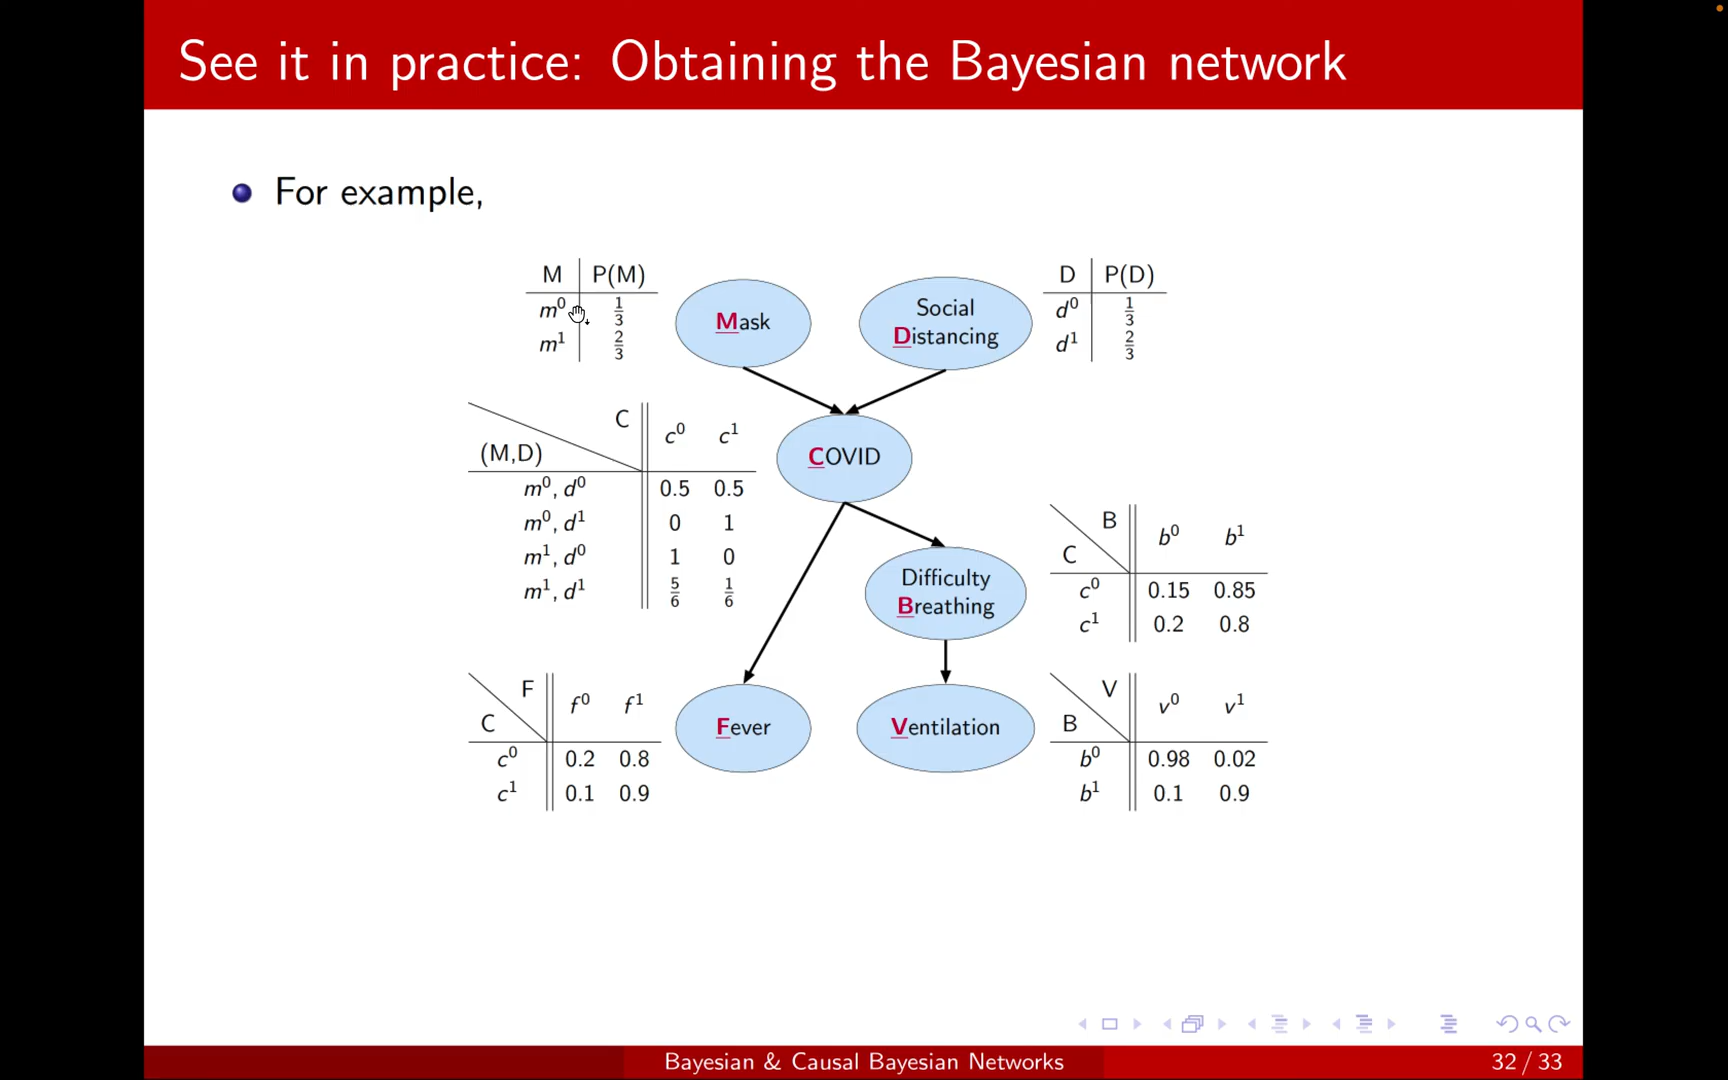 See it in practice: Obtaining the Bayesian network
For example,
M P(M)
m⁰ 1/3
m¹ 2/3
Mask
Social
Distancing
D P(D)
d⁰ 1/3
d¹ 2/3
C
(M,D)
c⁰ c¹
m⁰, d⁰ 0.5 0.5
m⁰, d¹ 0 1
m¹, d⁰ 1 0
m¹, d¹ 5/6 1/6
COVID
Difficulty
Breathing
B
C
b⁰ b¹
c⁰ 0.15 0.85
c¹ 0.2 0.8
F
C
f⁰ f¹
c⁰ 0.2 0.8
c¹ 0.1 0.9
Fever
Ventilation
V
B
v⁰ v¹
b⁰ 0.98 0.02
b¹ 0.1 0.9
Bayesian & Causal Bayesian Networks
32 / 33